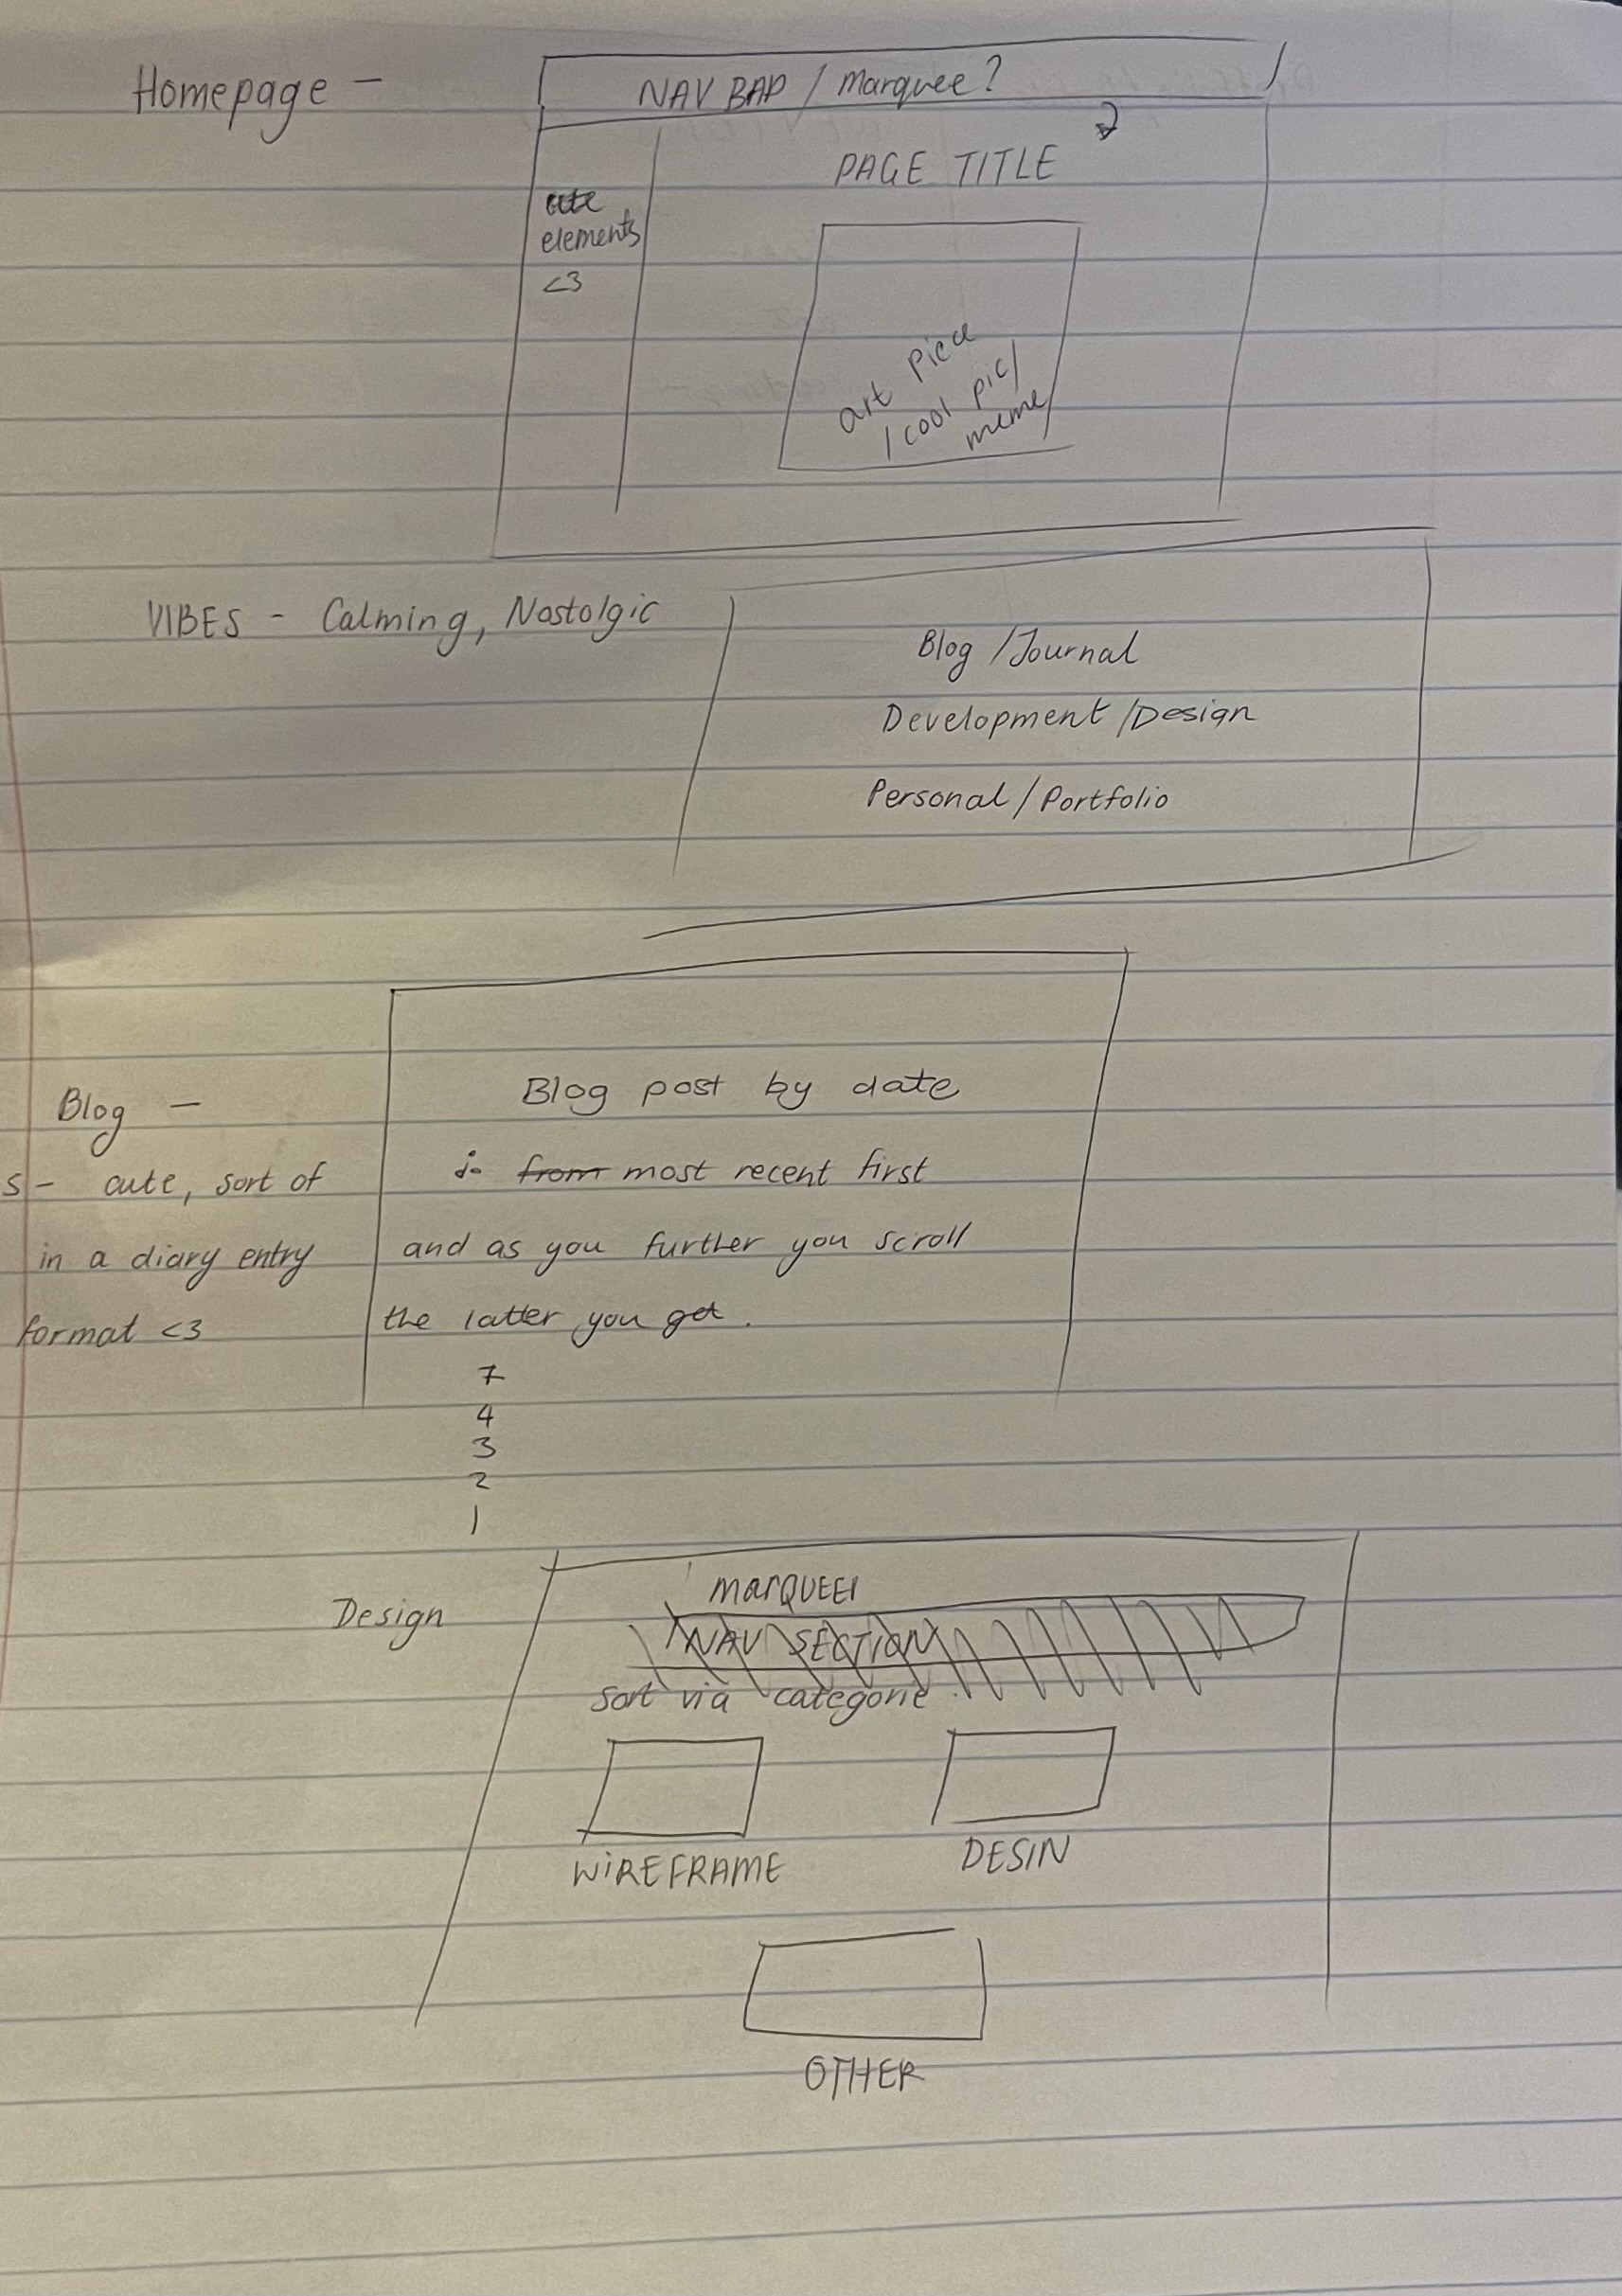 Homepage -
NAV BAR / Marquee?
PAGE TITLE
cute
elements
<3
art piece
/ cool pic/
meme
VIBES - Calming, Nostolgic
Blog /Journal
Development /Design
Personal / Portfolio
Blog -
s - cute, sort of
in a diary entry
format <3
Blog post by date
from most recent first
and as you further you scroll
the latter you get.
7
4
3
2
1
Design
MARQUEE
NAV SECTION
Sort via categorie
WIREFRAME
DESIN
OTHER